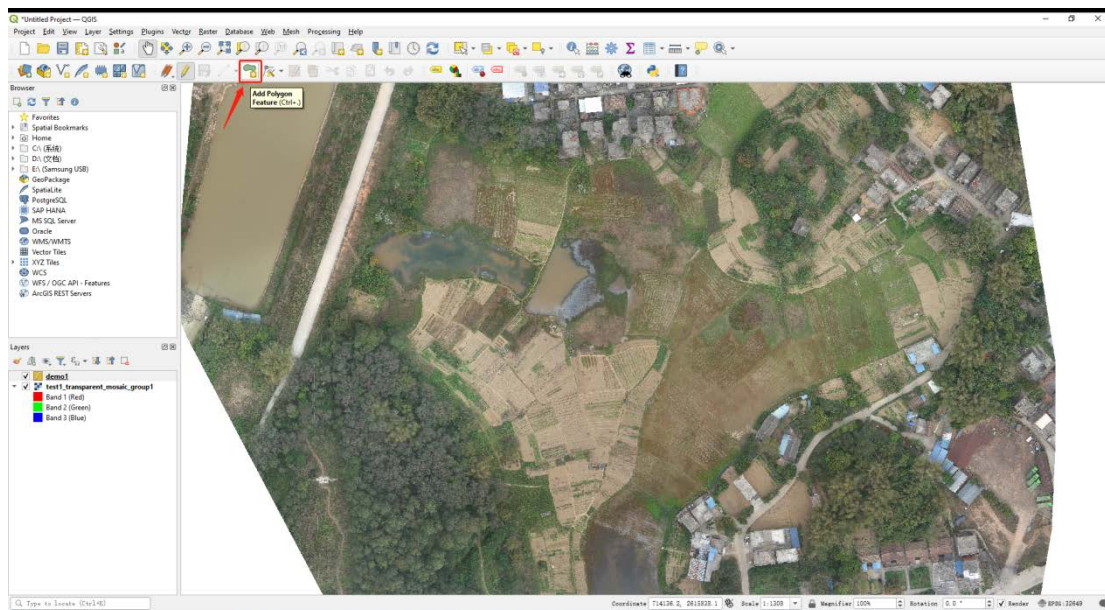 *Untitled Project — QGIS
Project Edit View Layer Settings Plugins Vector Raster Database Web Mesh Processing Help
Add Polygon
Feature (Ctrl+.)
Browser
Favorites
Spatial Bookmarks
Home
C:\ (系统)
D:\ (文档)
E:\ (Samsung USB)
GeoPackage
SpatiaLite
PostgreSQL
SAP HANA
MS SQL Server
Oracle
WMS/WMTS
Vector Tiles
XYZ Tiles
WCS
WFS / OGC API - Features
ArcGIS REST Servers
Layers
demo1
test1_transparent_mosaic_group1
Band 1 (Red)
Band 2 (Green)
Band 3 (Blue)
Type to locate (Ctrl+K)
Coordinate 714136.2, 2615838.1 Scale 1:1308 Magnifier 100% Rotation 0.0 ° Render EPSG:32649